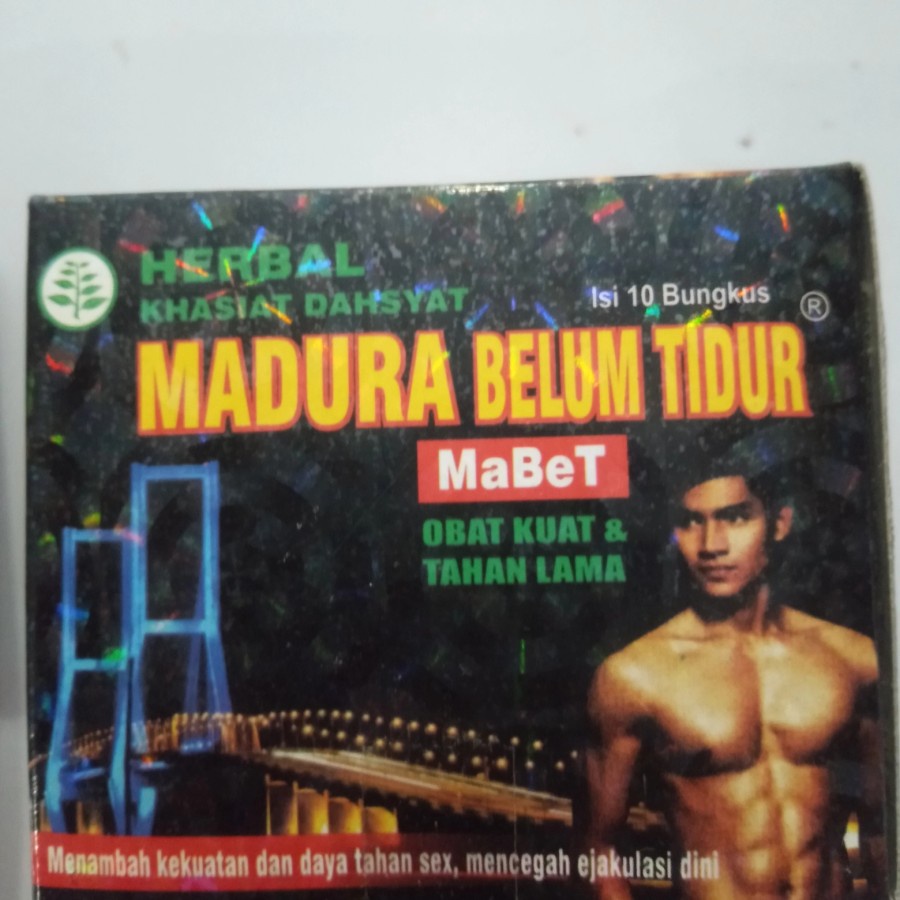 HERBAL
KHASIAT DAHSYAT
Isi 10 Bungkus
®
MADURA BELUM TIDUR
MaBeT
OBAT KUAT &
TAHAN LAMA
Menambah kekuatan dan daya tahan sex, mencegah ejakulasi dini